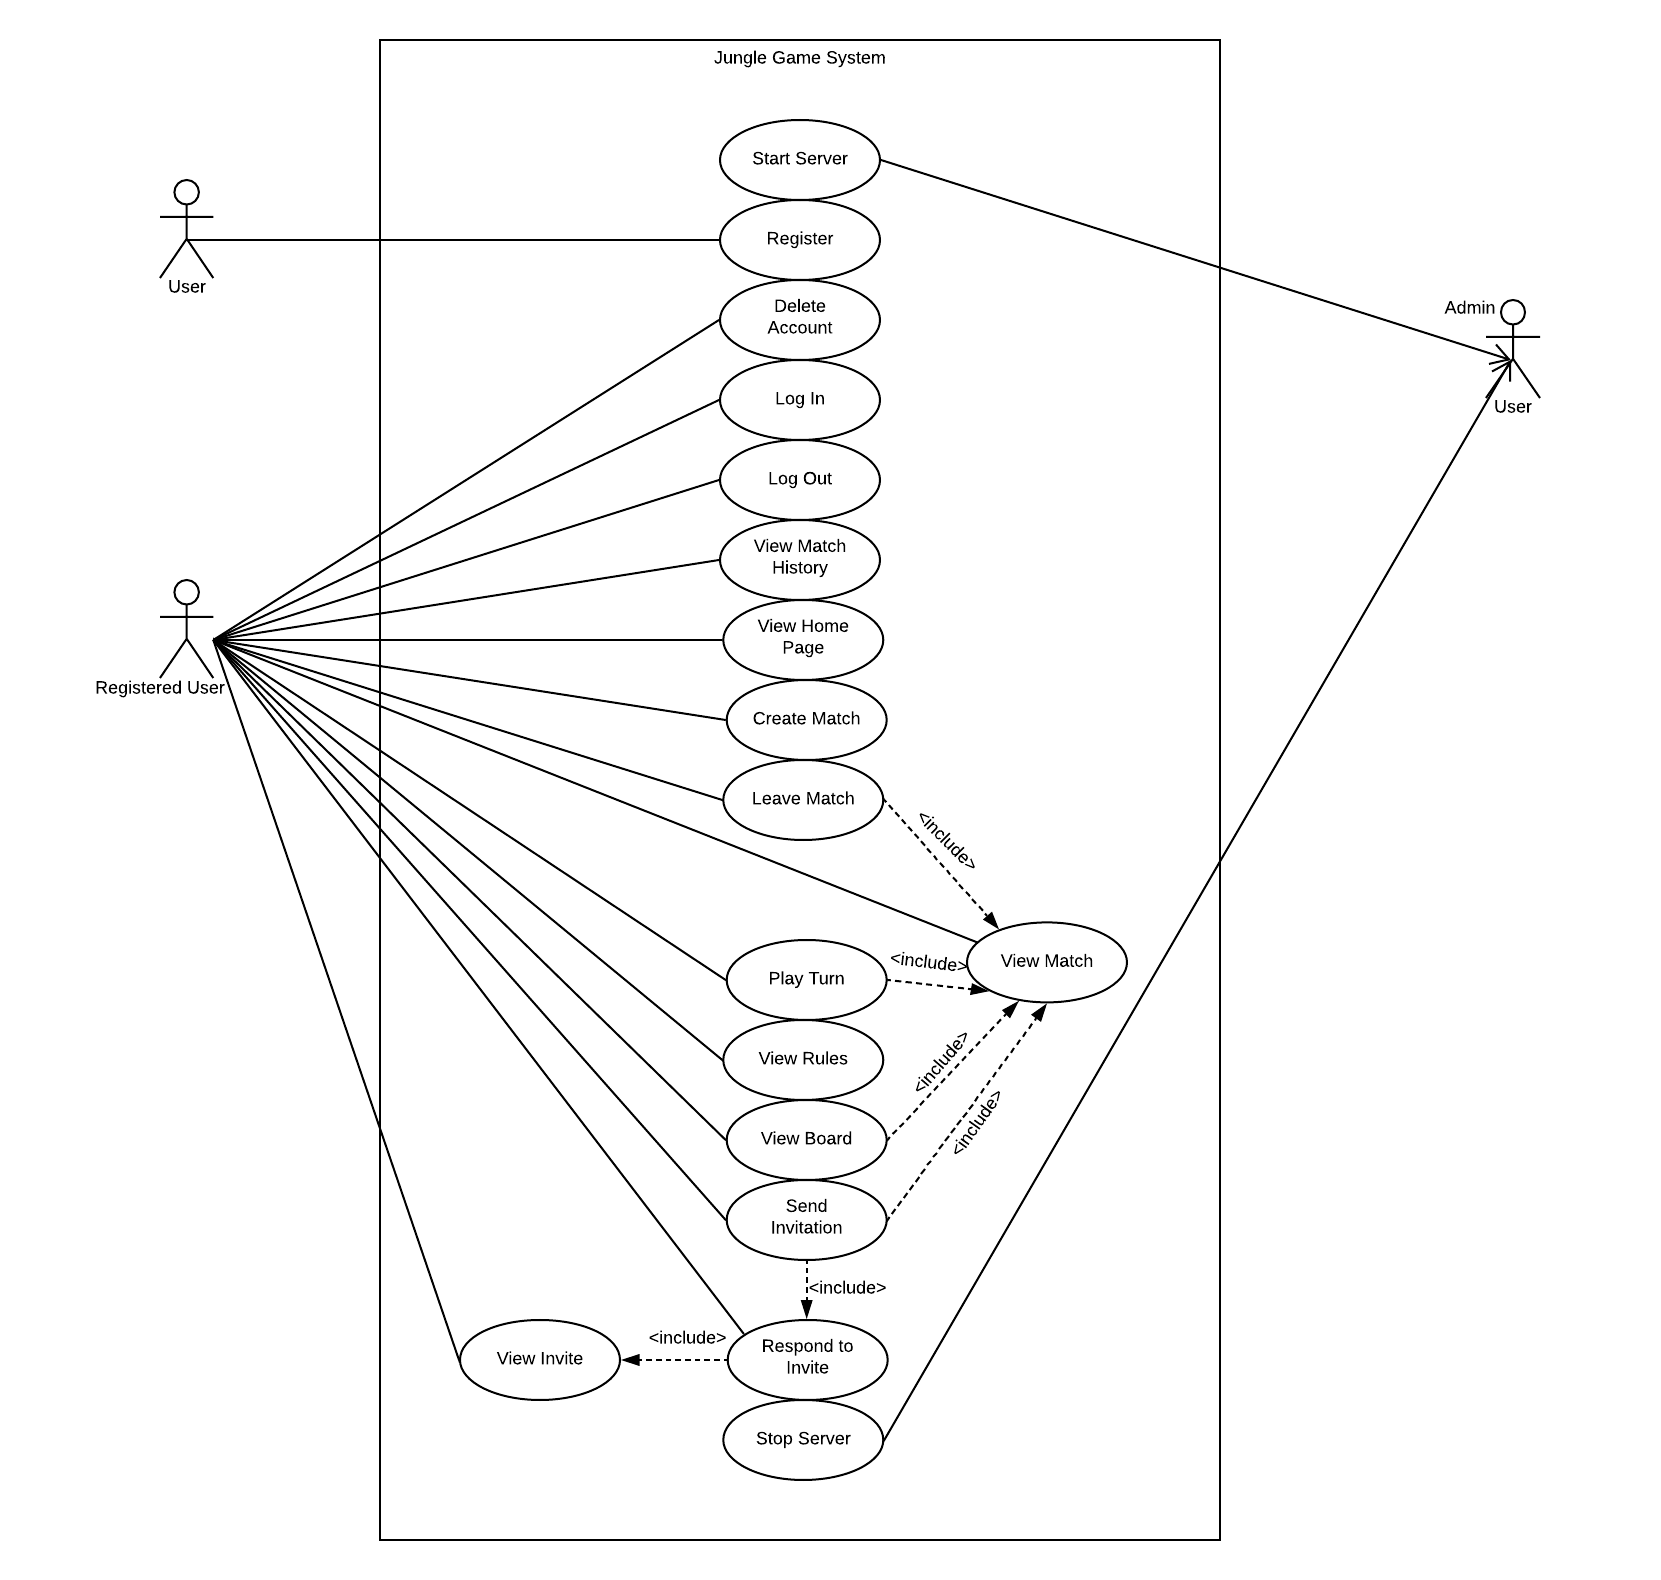 Jungle Game System
Start Server
Register
User
Delete
Account
Admin
User
Log In
Log Out
View Match
History
View Home
Page
Registered User
Create Match
Leave Match
<include>
Play Turn
<include>
View Match
View Rules
<include>
View Board
<include>
Send
Invitation
<include>
View Invite
<include>
Respond to
Invite
Stop Server